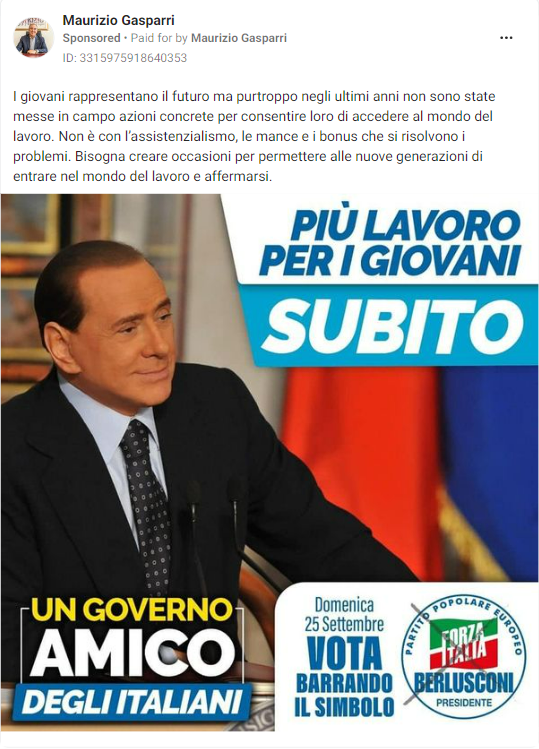 Maurizio Gasparri
Sponsored • Paid for by Maurizio Gasparri
ID: 3315975918640353
I giovani rappresentano il futuro ma purtroppo negli ultimi anni non sono state
messe in campo azioni concrete per consentire loro di accedere al mondo del
lavoro. Non è con l’assistenzialismo, le mance e i bonus che si risolvono i
problemi. Bisogna creare occasioni per permettere alle nuove generazioni di
entrare nel mondo del lavoro e affermarsi.
PIÙ LAVORO
PER I GIOVANI
SUBITO
UN GOVERNO
AMICO
DEGLI ITALIANI
Domenica
25 Settembre
VOTA
BARRANDO
IL SIMBOLO
PARTITO POPOLARE EUROPEO
FORZA
ITALIA
BERLUSCONI
PRESIDENTE